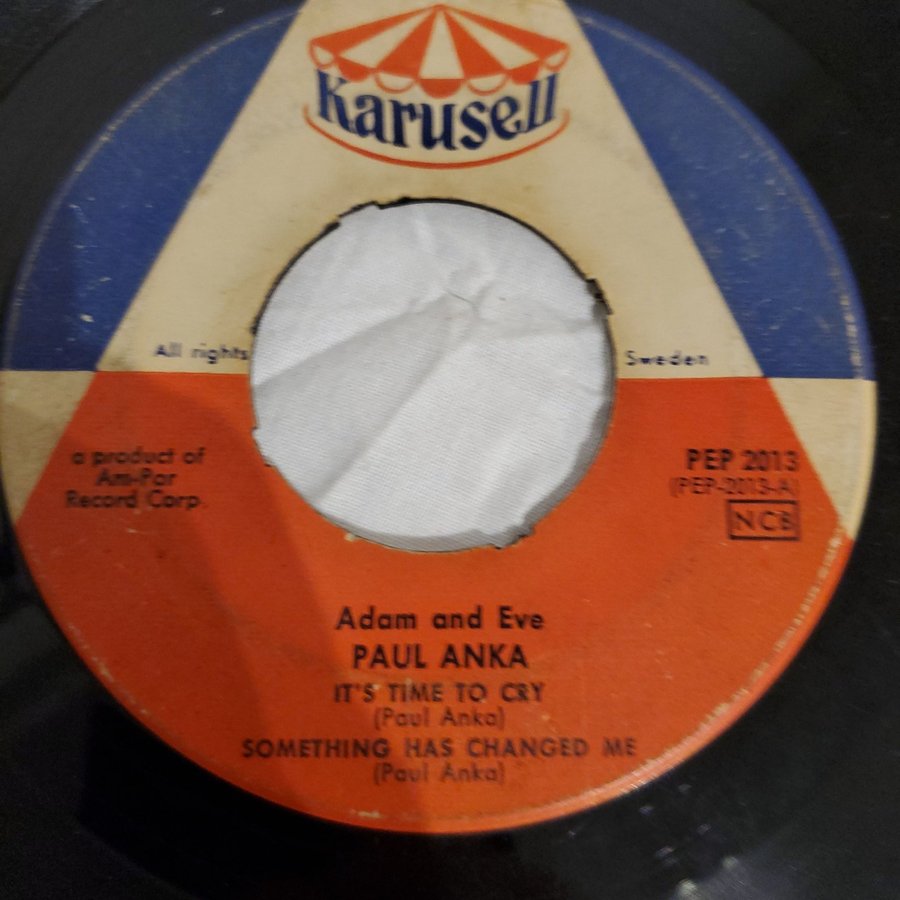 Karusell
All rights
Sweden
a product of
Am-Par
Record Corp.
PEP 2013
(PEP-2013-A)
NCB
Adam and Eve
PAUL ANKA
IT'S TIME TO CRY
(Paul Anka)
SOMETHING HAS CHANGED ME
(Paul Anka)